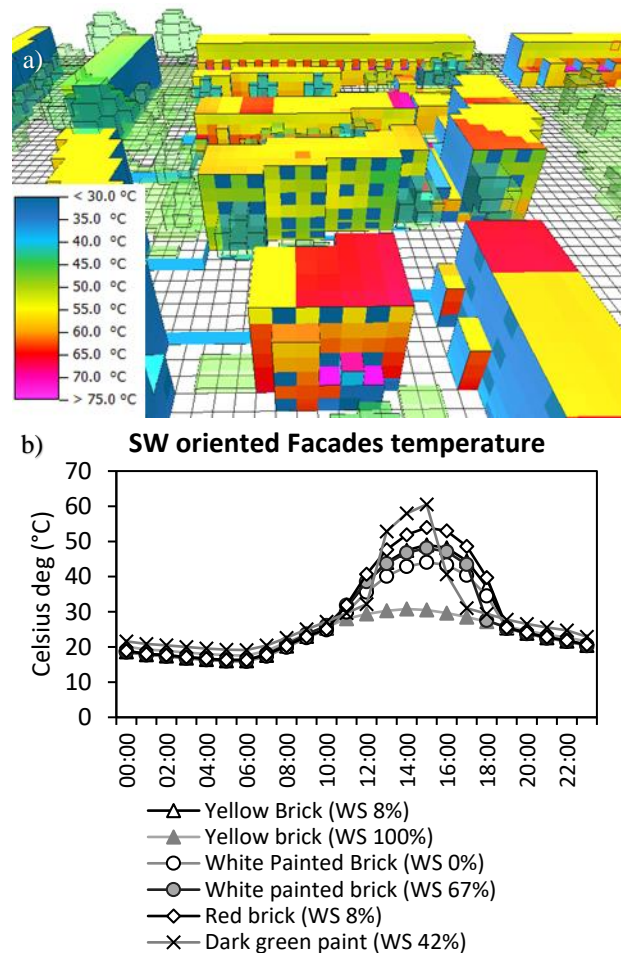 a)
< 30.0 °C
35.0 °C
40.0 °C
45.0 °C
50.0 °C
55.0 °C
60.0 °C
65.0 °C
70.0 °C
> 75.0 °C
b) SW oriented Facades temperature
70
60
50
40
30
20
10
0
Celsius deg (°C)
00:00 02:00 04:00 06:00 08:00 10:00 12:00 14:00 16:00 18:00 20:00 22:00
Yellow Brick (WS 8%)
Yellow brick (WS 100%)
White Painted Brick (WS 0%)
White painted brick (WS 67%)
Red brick (WS 8%)
Dark green paint (WS 42%)